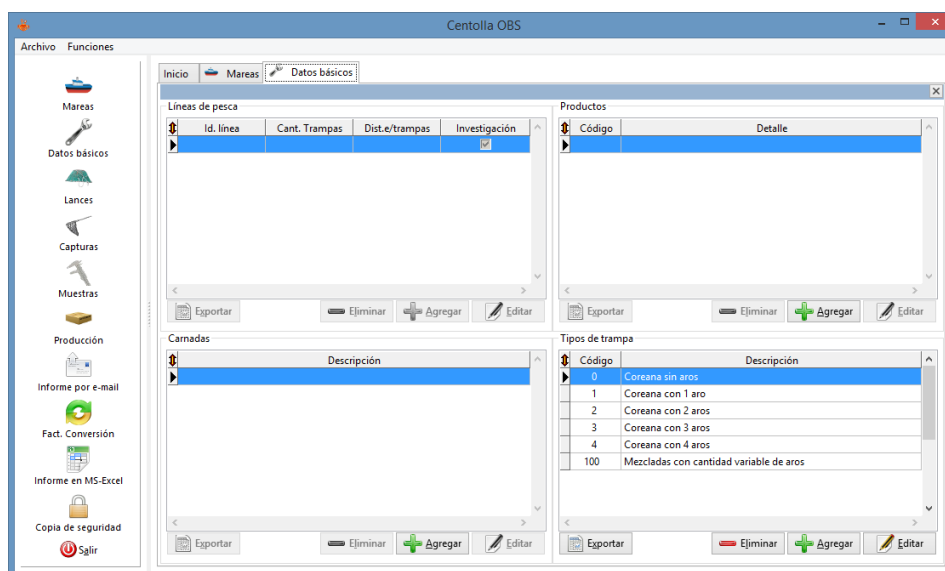 Centolla OBS
Archivo Funciones
Inicio Mareas Datos básicos
Mareas
Datos básicos
Lances
Capturas
Muestras
Producción
Informe por e-mail
Fact. Conversión
Informe en MS-Excel
Copia de seguridad
Salir
Líneas de pesca
Id. línea Cant. Trampas Dist.e/trampas Investigación
Exportar Eliminar Agregar Editar
Productos
Código Detalle
Exportar Eliminar Agregar Editar
Carnadas
Descripción
Exportar Eliminar Agregar Editar
Tipos de trampa
Código Descripción
0 Coreana sin aros
1 Coreana con 1 aro
2 Coreana con 2 aros
3 Coreana con 3 aros
4 Coreana con 4 aros
100 Mezcladas con cantidad variable de aros
Exportar Eliminar Agregar Editar